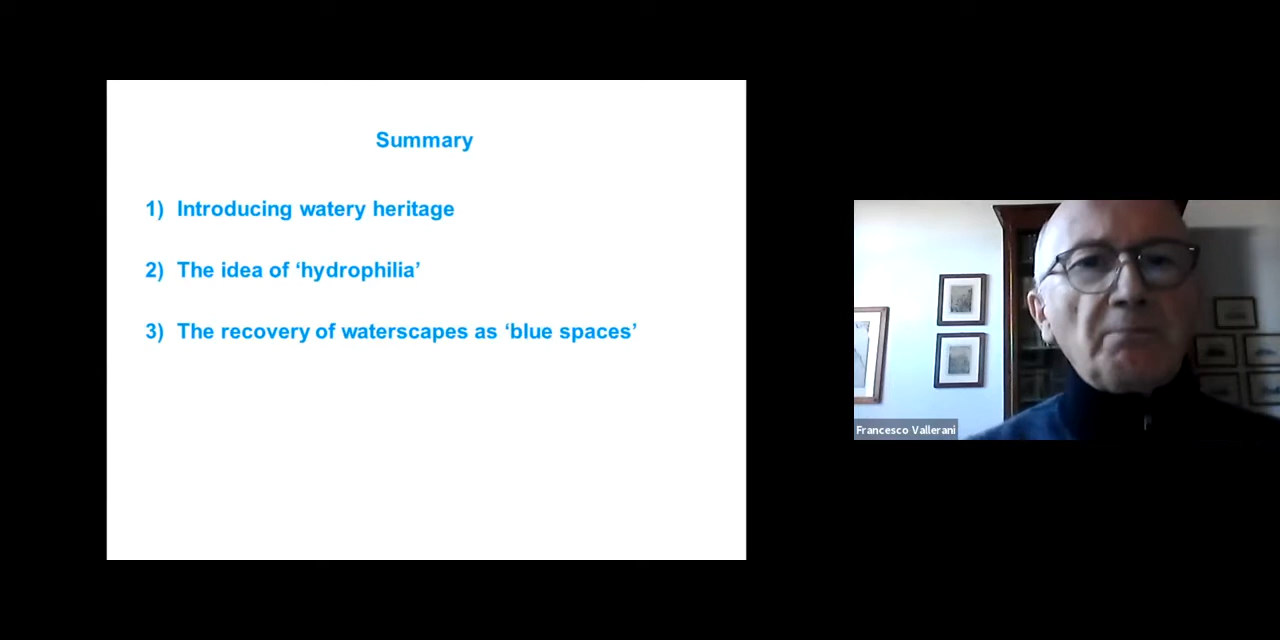 Summary
1) Introducing watery heritage
2) The idea of ‘hydrophilia’
3) The recovery of waterscapes as ‘blue spaces’
Francesco Vallerani